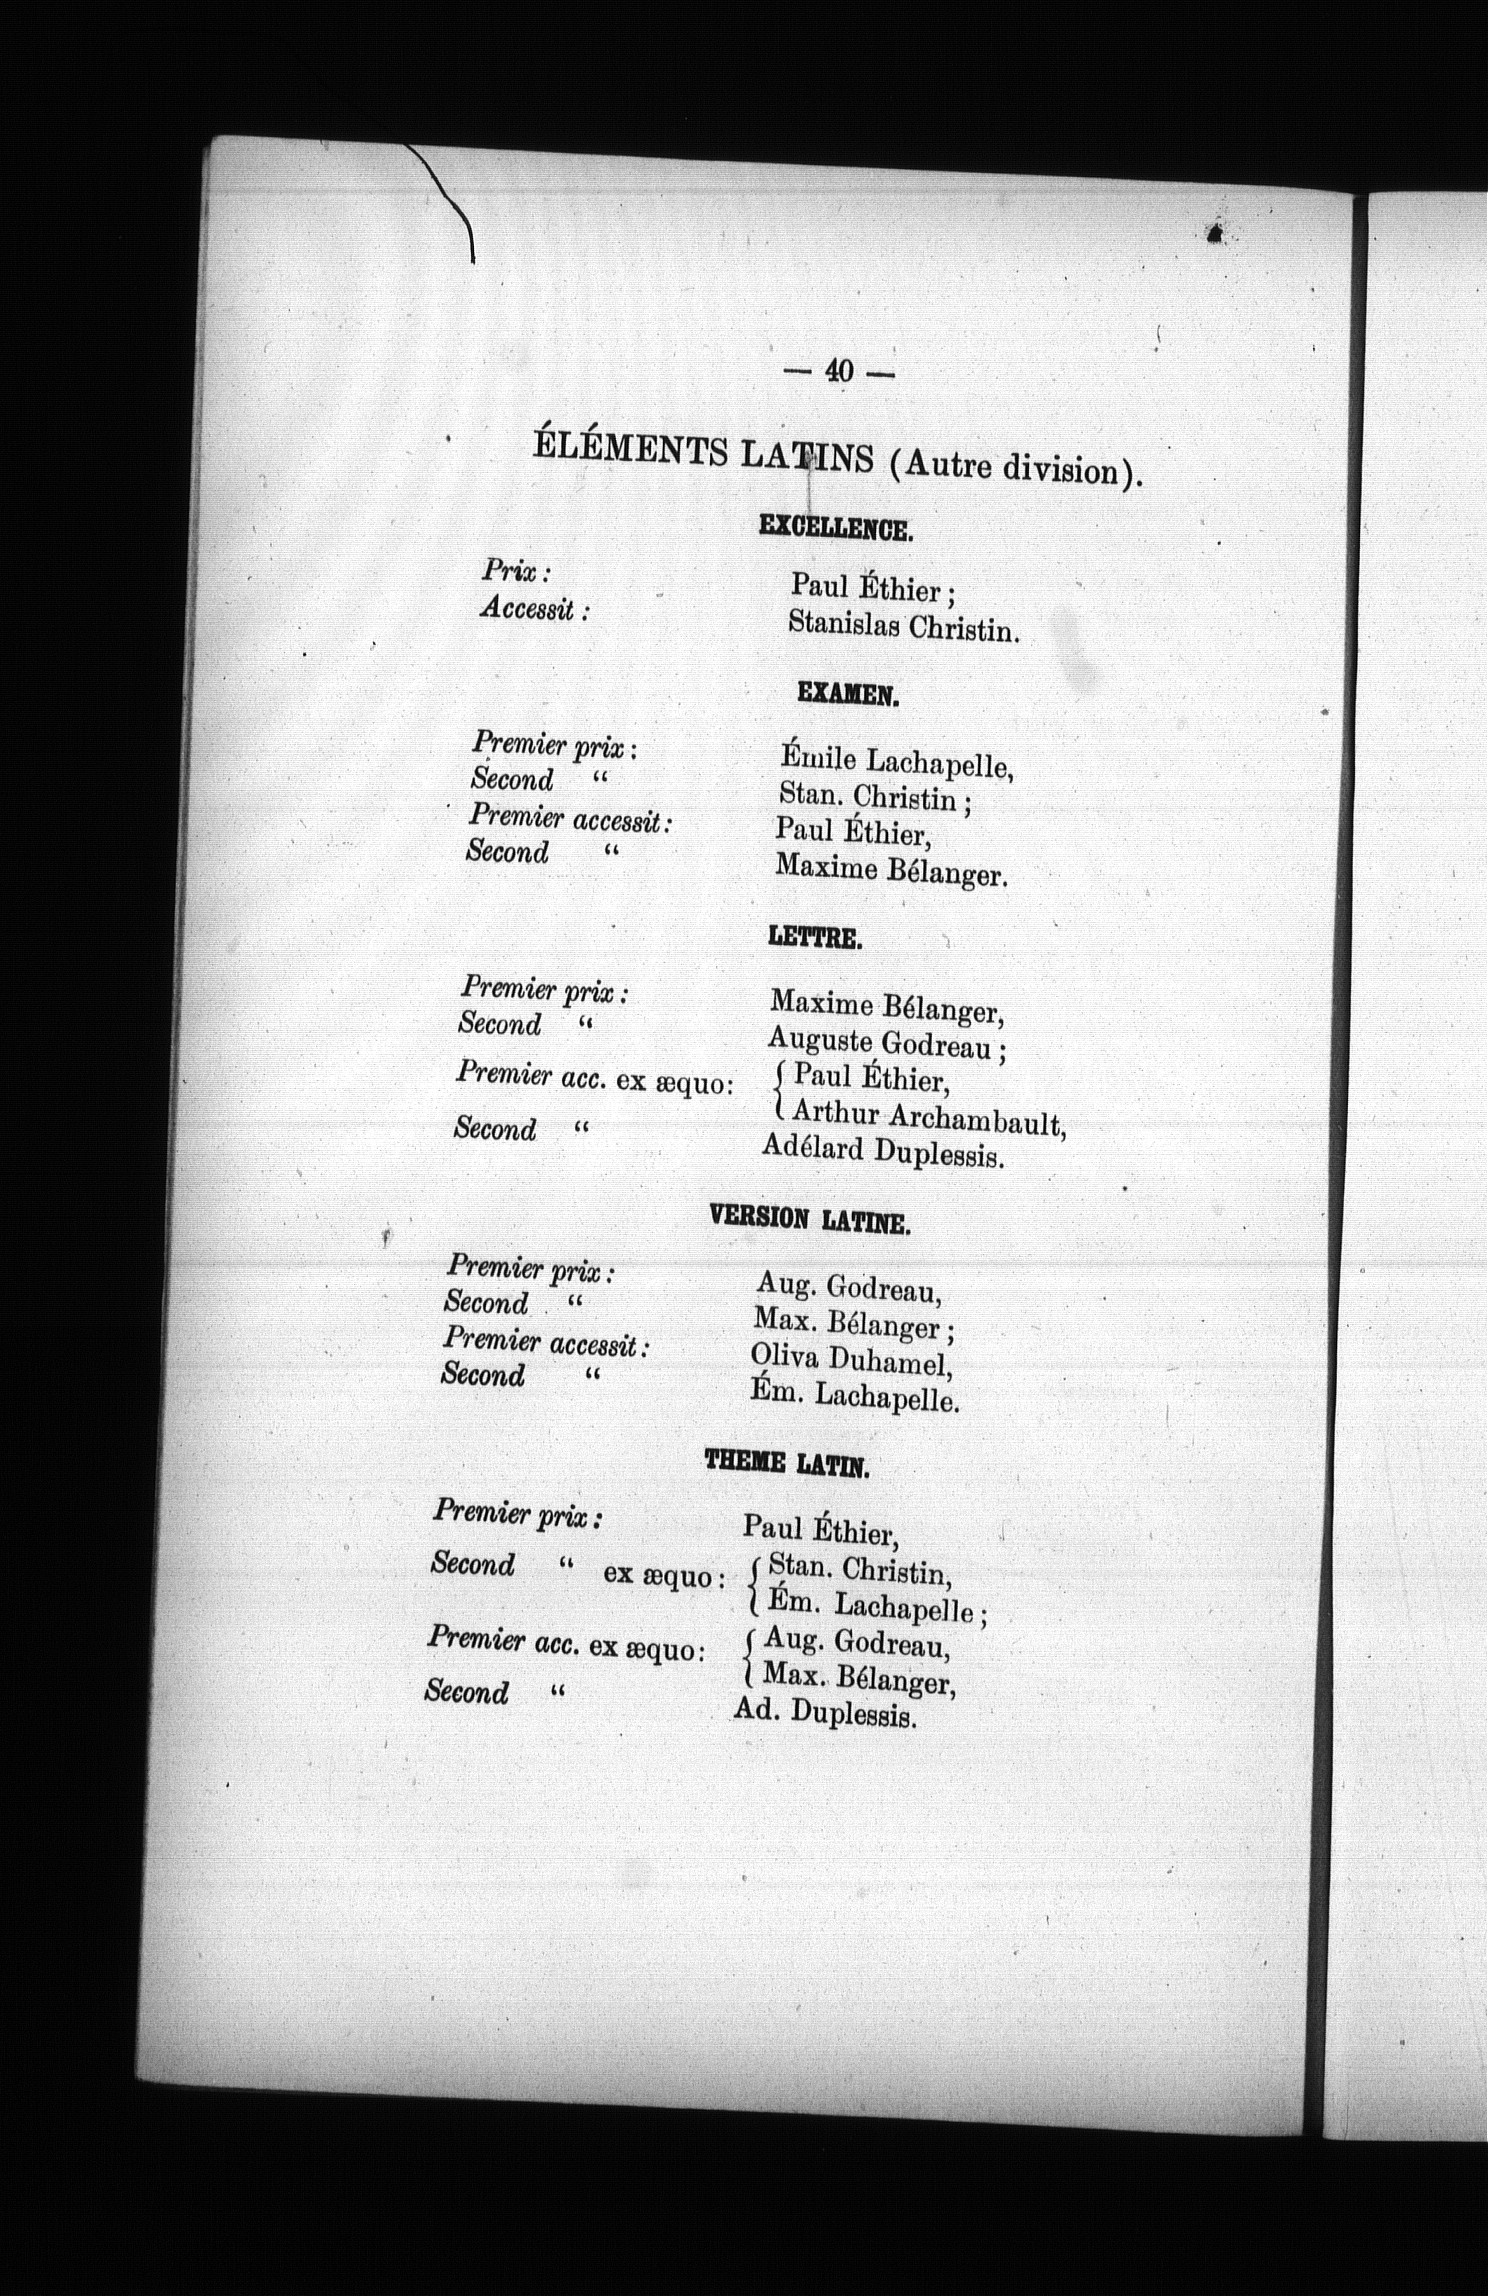 — 40 —
ÉLÉMENTS LATINS (Autre division).
EXCELLENCE.
Prix : Paul Éthier ;
Accessit : Stanislas Christin.
EXAMEN.
Premier prix : Émile Lachapelle,
Second “ Stan. Christin ;
Premier accessit : Paul Éthier,
Second “ Maxime Bélanger.
LETTRE.
Premier prix : Maxime Bélanger,
Second “ Auguste Godreau ;
Premier acc. ex æquo : { Paul Éthier,
{ Arthur Archambault,
Second “ Adélard Duplessis.
VERSION LATINE.
Premier prix : Aug. Godreau,
Second “ Max. Bélanger ;
Premier accessit : Oliva Duhamel,
Second “ Ém. Lachapelle.
THEME LATIN.
Premier prix : Paul Éthier,
Second “ ex æquo : { Stan. Christin,
{ Ém. Lachapelle ;
Premier acc. ex æquo : { Aug. Godreau,
{ Max. Bélanger,
Second “ Ad. Duplessis.